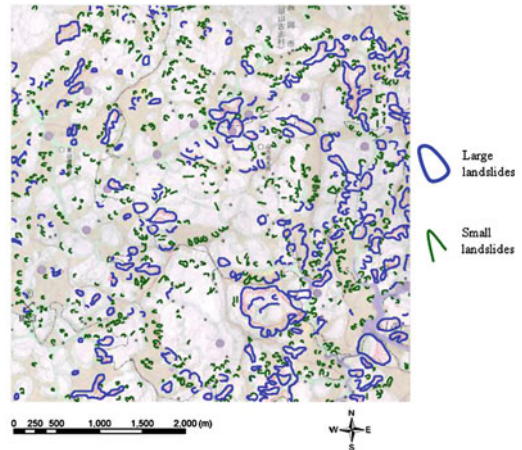 Large
landslides
Small
landslides
0 250 500 1,000 1,500 2,000 (m)
N
W E
S